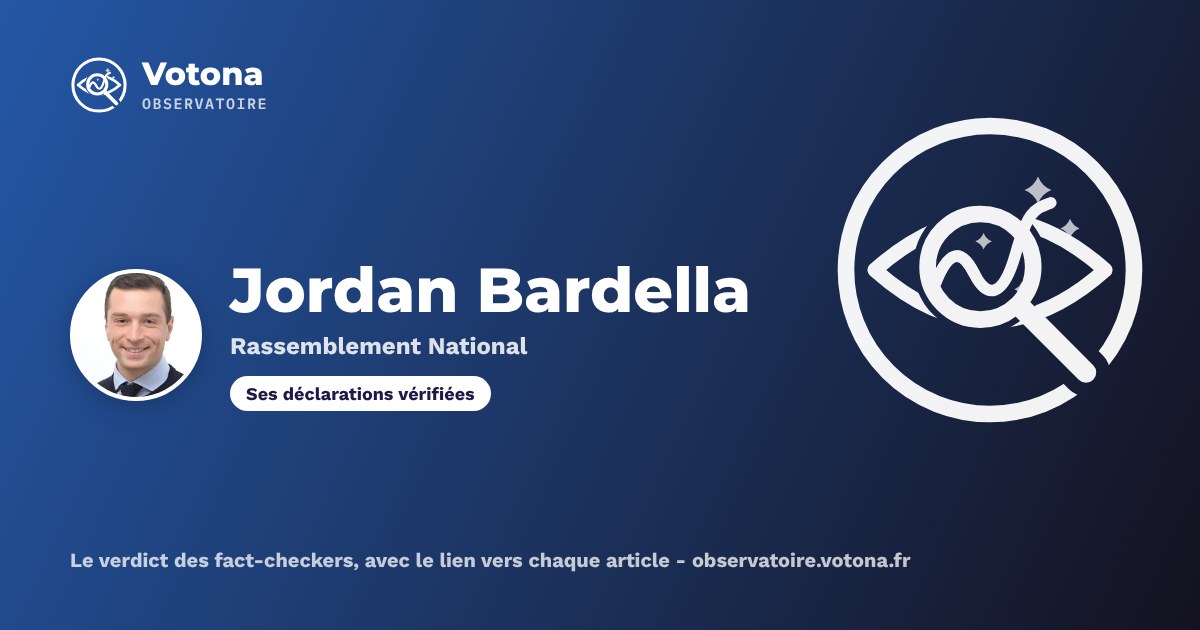 Votona
OBSERVATOIRE
Jordan Bardella
Rassemblement National
Ses déclarations vérifiées
Le verdict des fact-checkers, avec le lien vers chaque article - observatoire.votona.fr